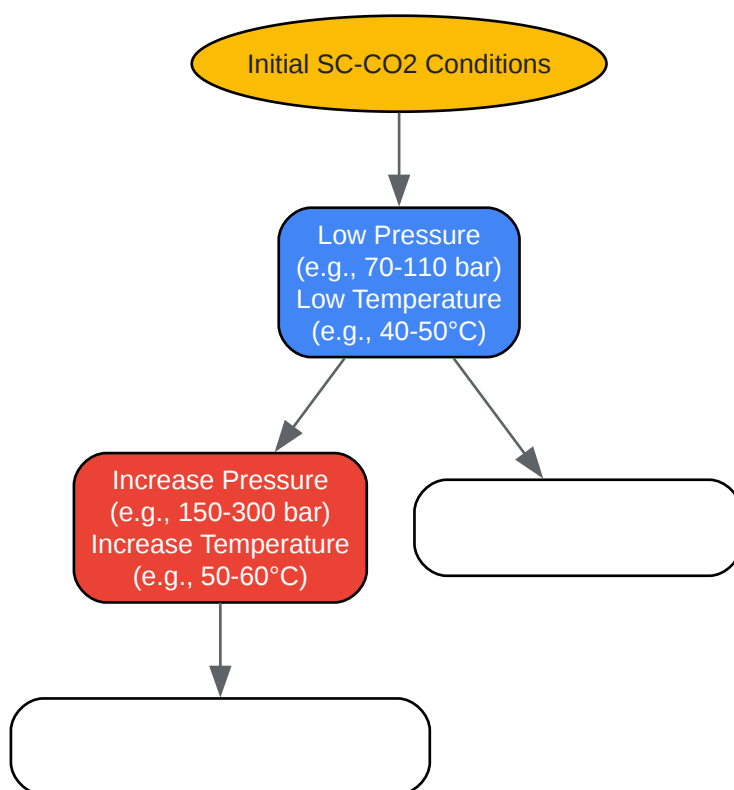 Initial SC-CO2 Conditions
Low Pressure
(e.g., 70-110 bar)
Low Temperature
(e.g., 40-50°C)
Increase Pressure
(e.g., 150-300 bar)
Increase Temperature
(e.g., 50-60°C)